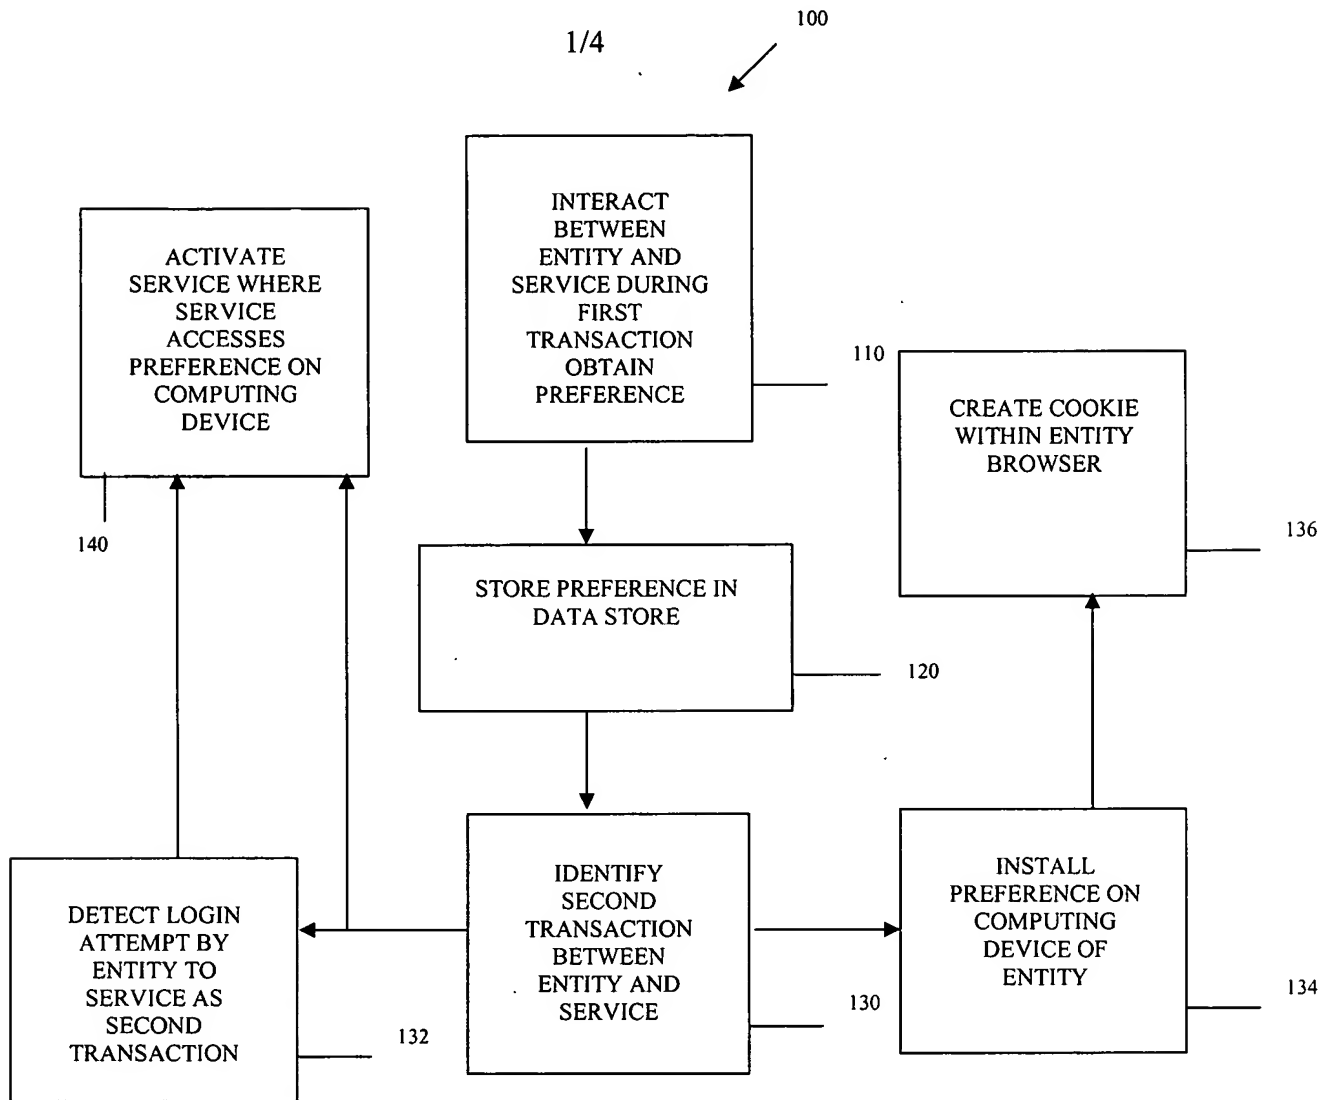 1/4
100
INTERACT
BETWEEN
ENTITY AND
SERVICE DURING
FIRST
TRANSACTION
OBTAIN
PREFERENCE
110
ACTIVATE
SERVICE WHERE
SERVICE
ACCESSES
PREFERENCE ON
COMPUTING
DEVICE
140
CREATE COOKIE
WITHIN ENTITY
BROWSER
136
STORE PREFERENCE IN
DATA STORE
120
IDENTIFY
SECOND
TRANSACTION
BETWEEN
ENTITY AND
SERVICE
130
INSTALL
PREFERENCE ON
COMPUTING
DEVICE OF
ENTITY
134
DETECT LOGIN
ATTEMPT BY
ENTITY TO
SERVICE AS
SECOND
TRANSACTION
132